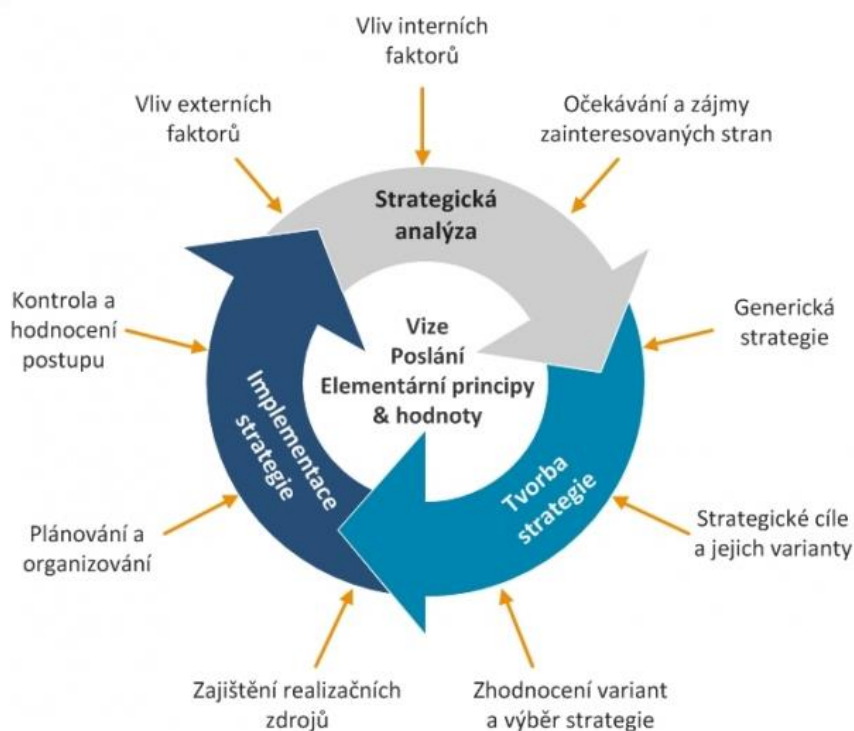 Vliv interních
faktorů
Vliv externích
faktorů
Očekávání a zájmy
zainteresovaných stran
Strategická
analýza
Kontrola a
hodnocení
postupu
Vize
Poslání
Elementární principy
& hodnoty
Generická
strategie
Implementace
strategie
Tvorba
strategie
Plánování a
organizování
Strategické cíle
a jejich varianty
Zajištění realizačních
zdrojů
Zhodnocení variant
a výběr strategie